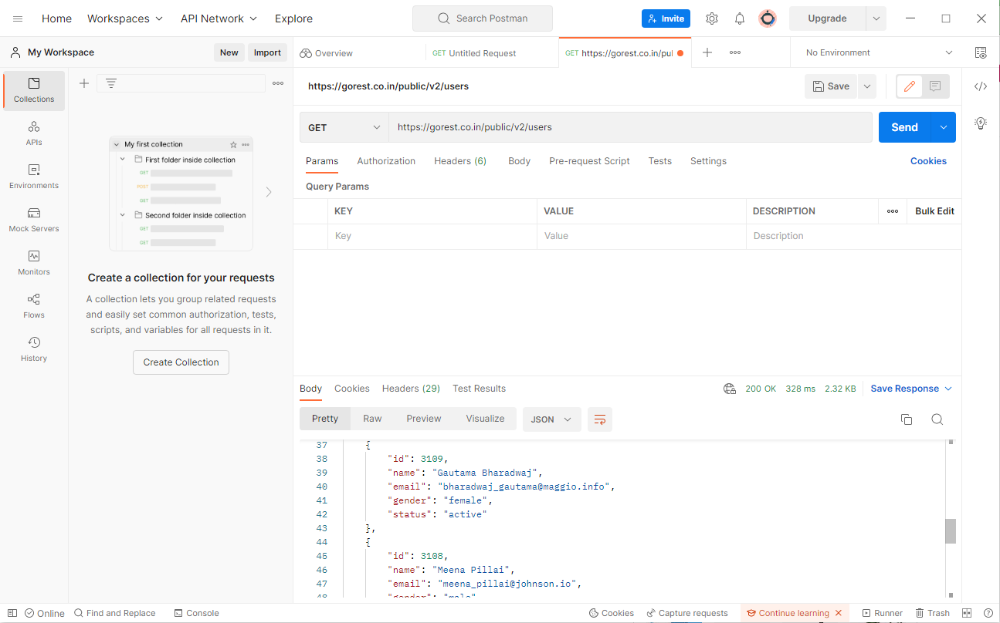 Home Workspaces API Network Explore Search Postman Invite Upgrade
My Workspace New Import Overview GET Untitled Request GET https://gorest.co.in/pul No Environment
Collections
APIs
Environments
Mock Servers
Monitors
Flows
History
My first collection
First folder inside collection
GET
POST
GET
Second folder inside collection
GET
GET
Create a collection for your requests
A collection lets you group related requests
and easily set common authorization, tests,
scripts, and variables for all requests in it.
Create Collection
https://gorest.co.in/public/v2/users Save
GET https://gorest.co.in/public/v2/users Send
Params Authorization Headers (6) Body Pre-request Script Tests Settings Cookies
Query Params
KEY VALUE DESCRIPTION Bulk Edit
Key Value Description
Body Cookies Headers (29) Test Results 200 OK 328 ms 2.32 KB Save Response
Pretty Raw Preview Visualize JSON
37 {
38 "id": 3109,
39 "name": "Gautama Bharadwaj",
40 "email": "bharadwaj_gautama@maggio.info",
41 "gender": "female",
42 "status": "active"
43 },
44 {
45 "id": 3108,
46 "name": "Meena Pillai",
47 "email": "meena_pillai@johnson.io",
48 "gender": "male"
Online Find and Replace Console Cookies Capture requests Continue learning Runner Trash